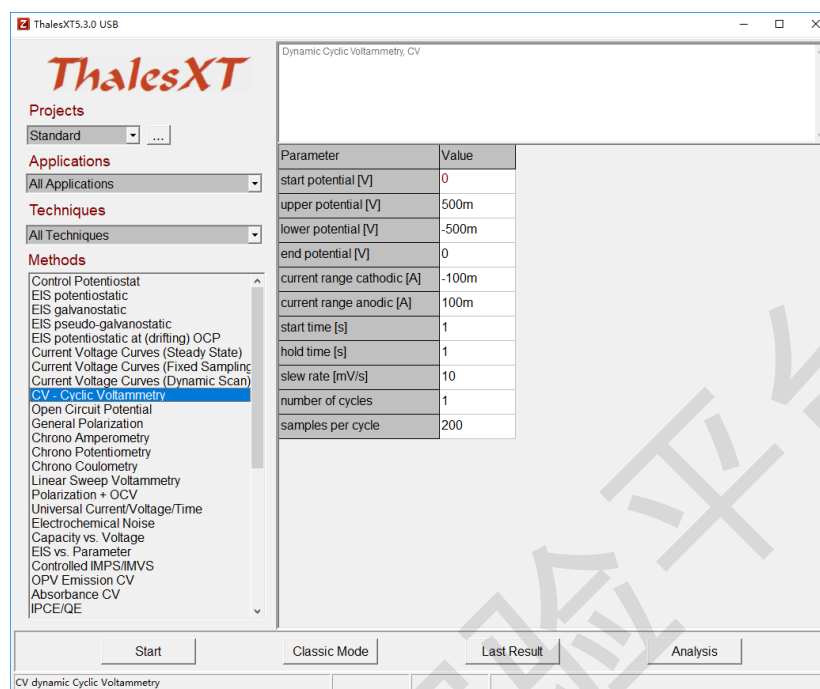 ThalesXT5.3.0 USB
ThalesXT
Projects
Standard
...
Applications
All Applications
Techniques
All Techniques
Methods
Control Potentiostat
EIS potentiostatic
EIS galvanostatic
EIS pseudo-galvanostatic
EIS potentiostatic at (drifting) OCP
Current Voltage Curves (Steady State)
Current Voltage Curves (Fixed Sampling
Current Voltage Curves (Dynamic Scan)
CV - Cyclic Voltammetry
Open Circuit Potential
General Polarization
Chrono Amperometry
Chrono Potentiometry
Chrono Coulometry
Linear Sweep Voltammetry
Polarization + OCV
Universal Current/Voltage/Time
Electrochemical Noise
Capacity vs. Voltage
EIS vs. Parameter
Controlled IMPS/IMVS
OPV Emission CV
Absorbance CV
IPCE/QE
Dynamic Cyclic Voltammetry, CV
Parameter Value
start potential [V] 0
upper potential [V] 500m
lower potential [V] -500m
end potential [V] 0
current range cathodic [A] -100m
current range anodic [A] 100m
start time [s] 1
hold time [s] 1
slew rate [mV/s] 10
number of cycles 1
samples per cycle 200
Start Classic Mode Last Result Analysis
CV dynamic Cyclic Voltammetry
验平台